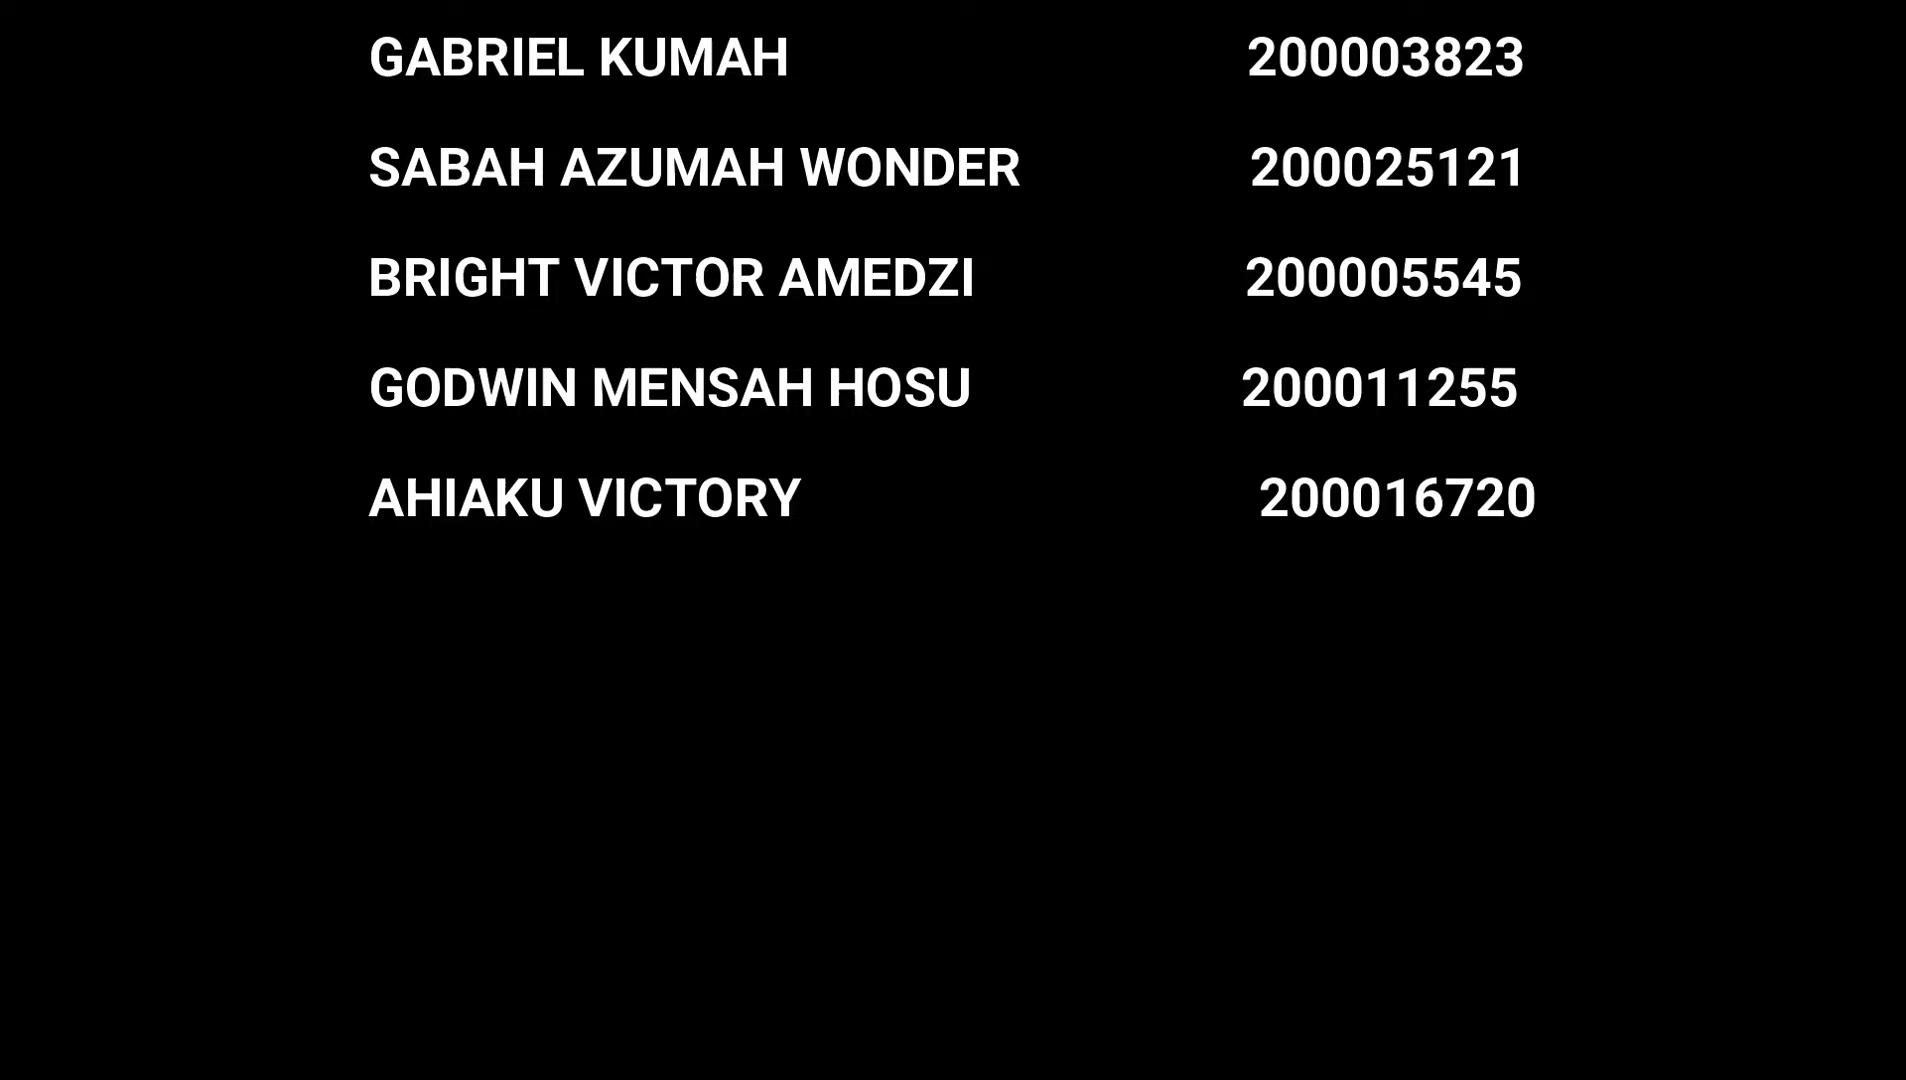 GABRIEL KUMAH 200003823
SABAH AZUMAH WONDER 200025121
BRIGHT VICTOR AMEDZI 200005545
GODWIN MENSAH HOSU 200011255
AHIAKU VICTORY 200016720